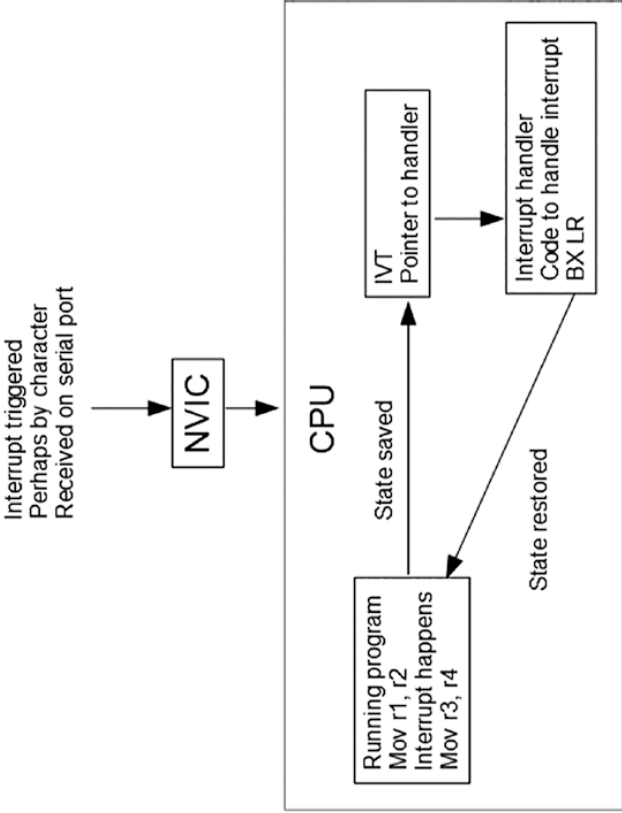 Interrupt triggered
Perhaps by character
Received on serial port
NVIC
CPU
Running program
Mov r1, r2
Interrupt happens
Mov r3, r4
State saved
IVT
Pointer to handler
Interrupt handler
Code to handle interrupt
BX LR
State restored